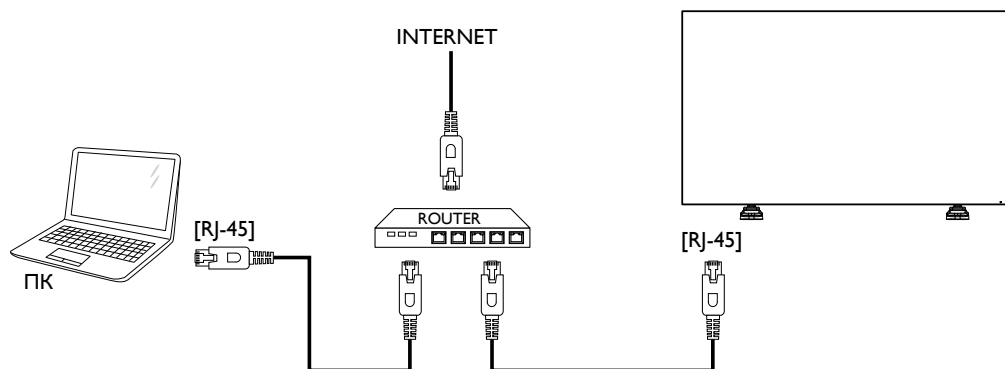 INTERNET
ROUTER
[RJ-45]
[RJ-45]
ПК